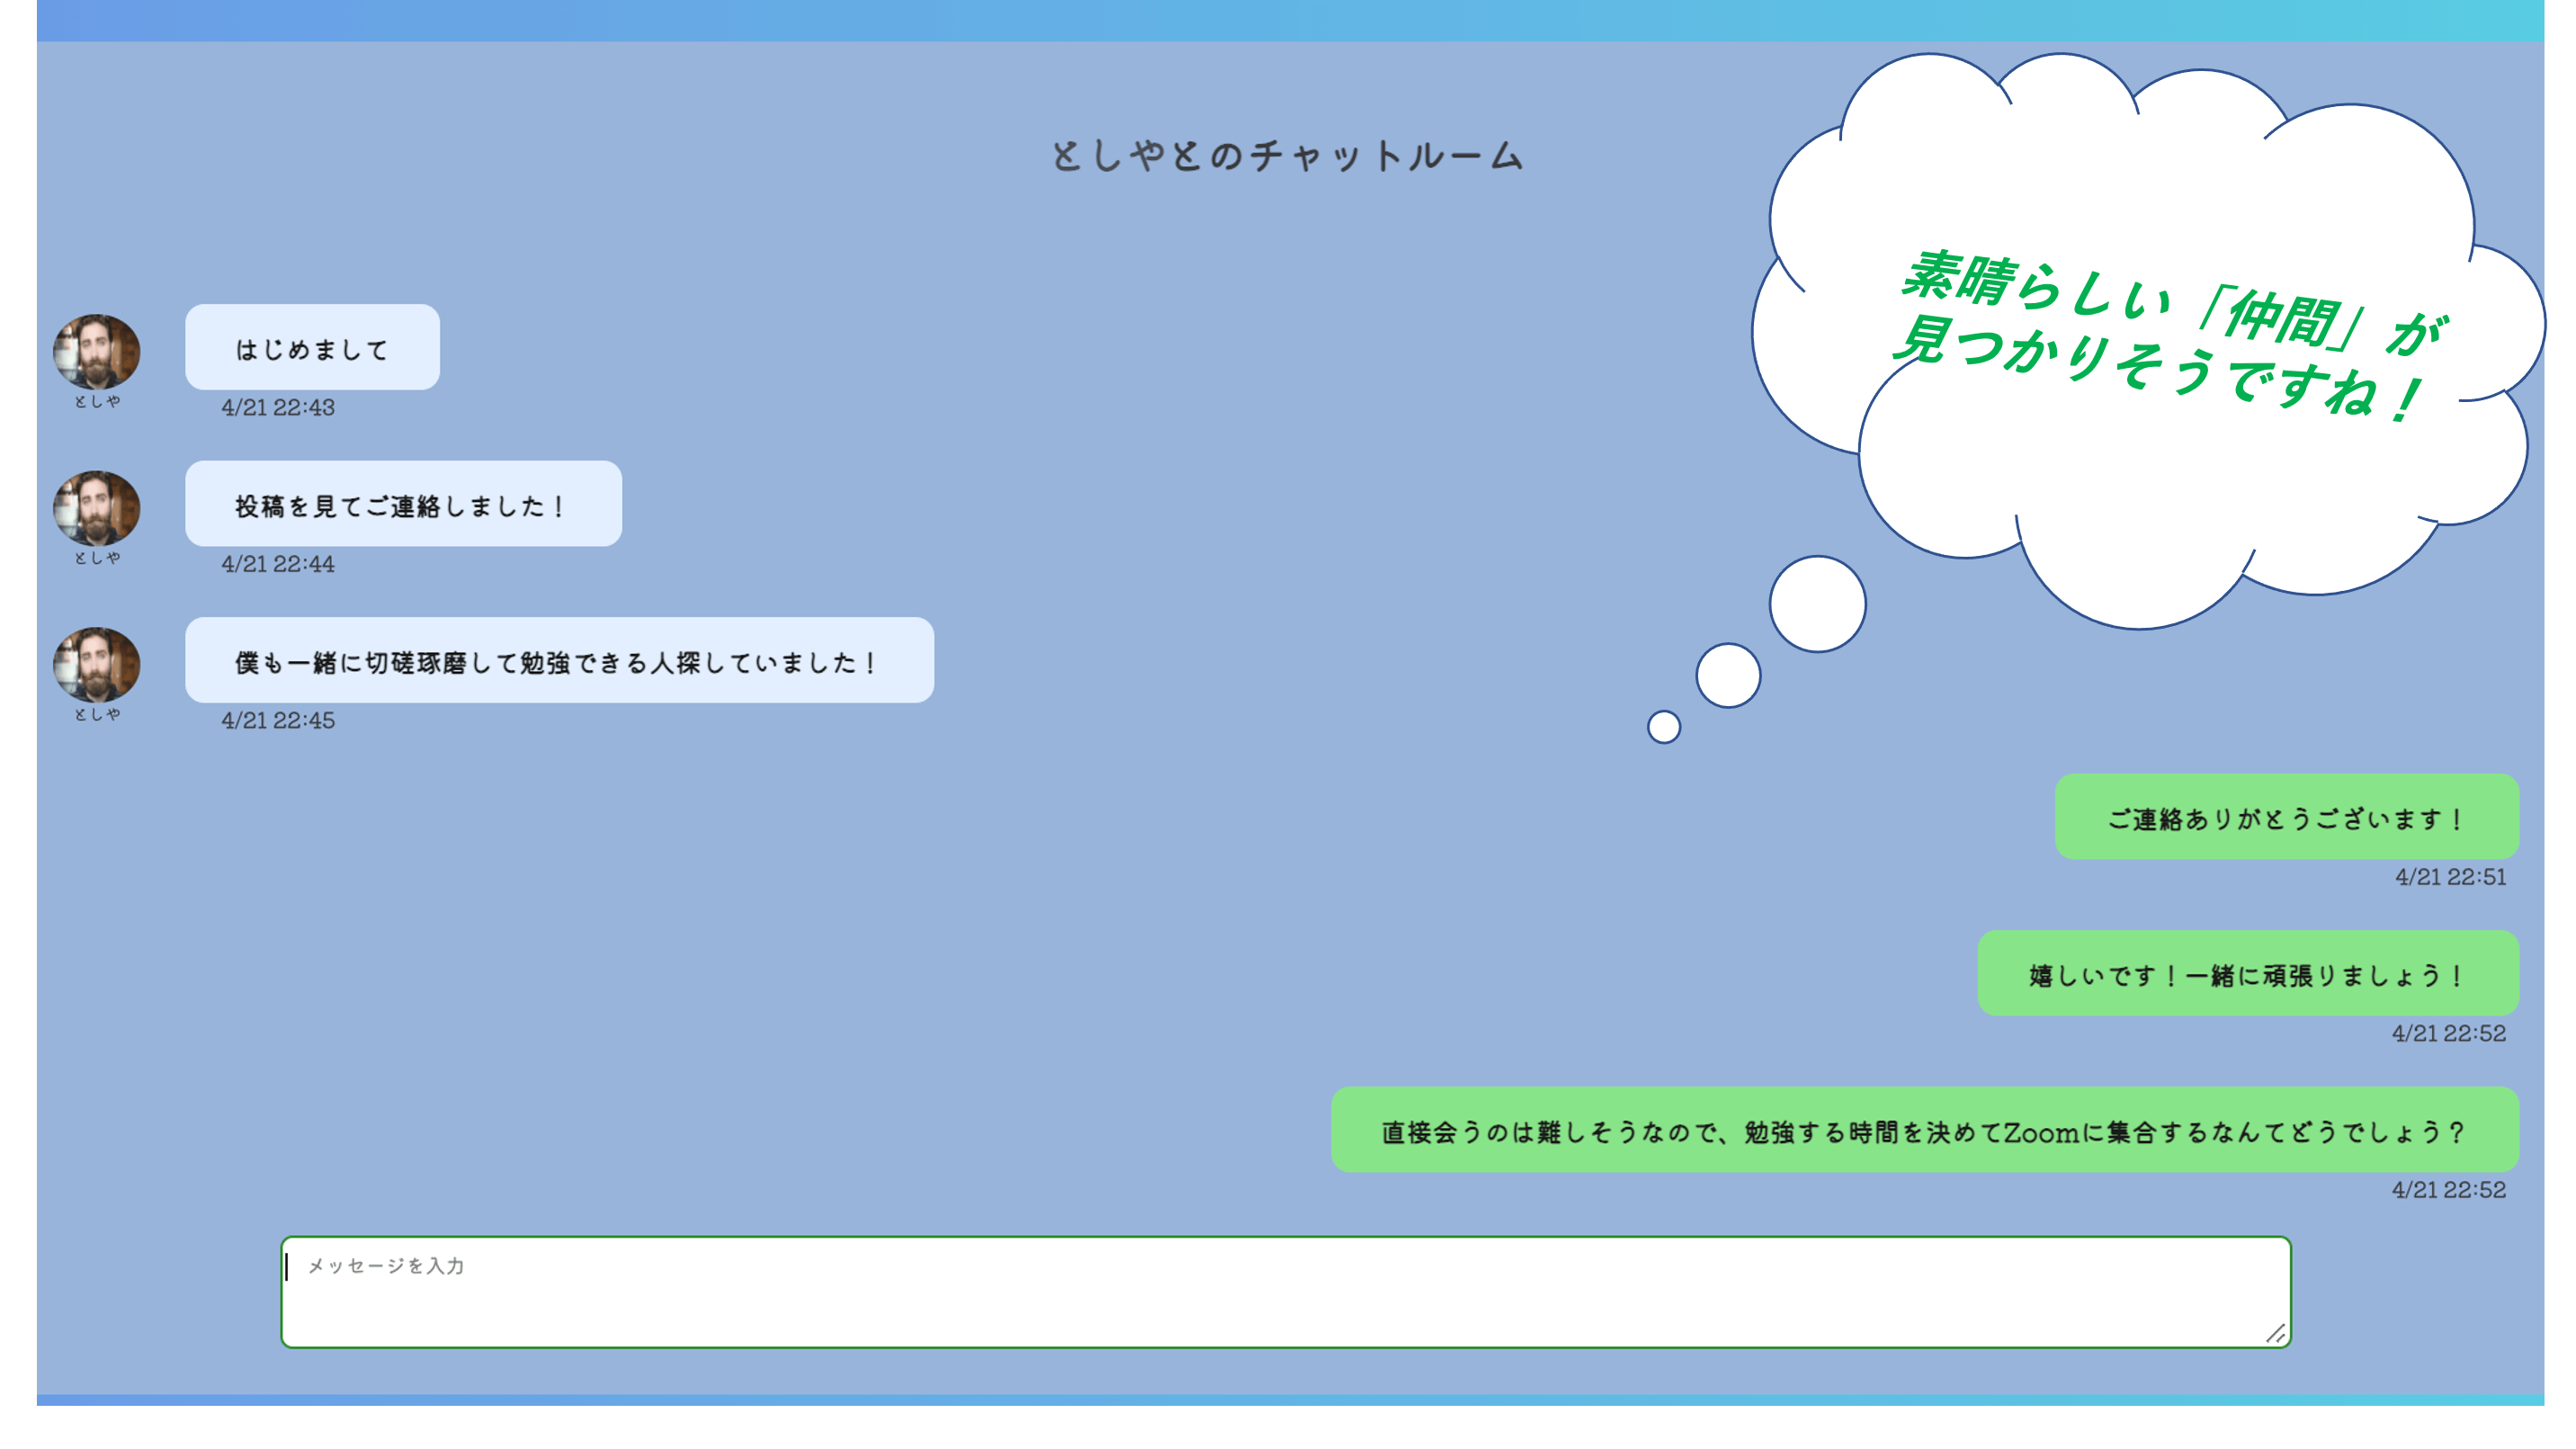 としやとのチャットルーム
素晴らしい「仲間」が
見つかりそうですね！
はじめまして
としや
4/21 22:43
投稿を見てご連絡しました！
としや
4/21 22:44
僕も一緒に切磋琢磨して勉強できる人探していました！
としや
4/21 22:45
ご連絡ありがとうございます！
4/21 22:51
嬉しいです！一緒に頑張りましょう！
4/21 22:52
直接会うのは難しそうなので、勉強する時間を決めてZoomに集合するなんてどうでしょう？
4/21 22:52
メッセージを入力